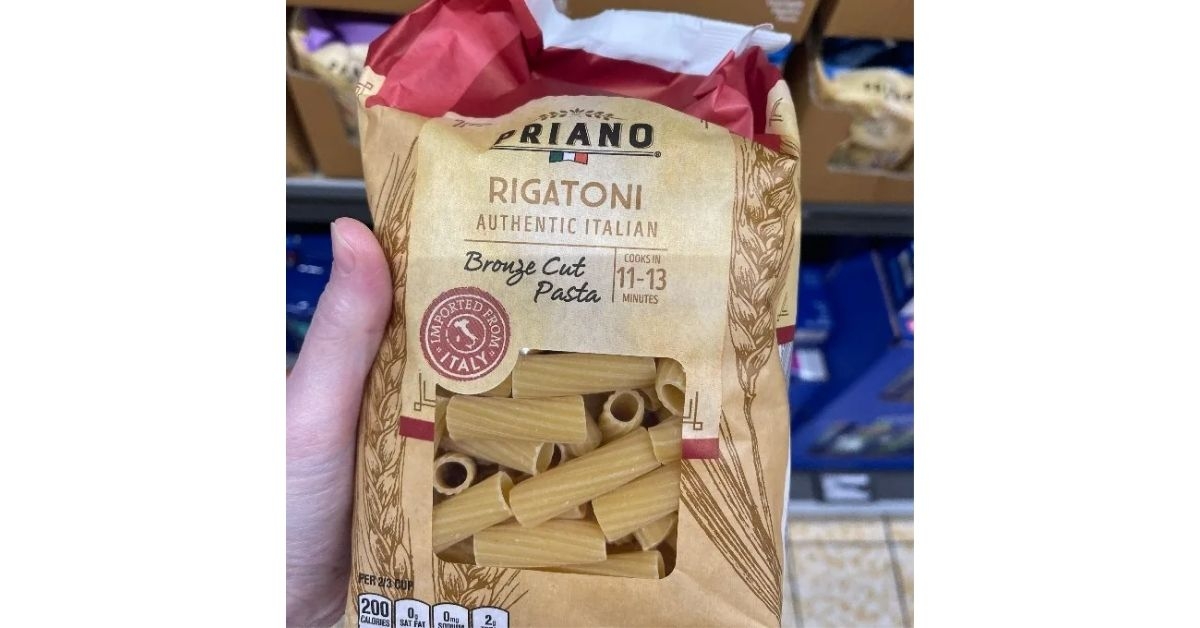 PRIANO
RIGATONI
AUTHENTIC ITALIAN
Bronze Cut
Pasta
COOKS IN
11-13
MINUTES
IMPORTED FROM
ITALY
PER 2/3 CUP
200
CALORIES
0g
SAT FAT
0mg
SODIUM
2g